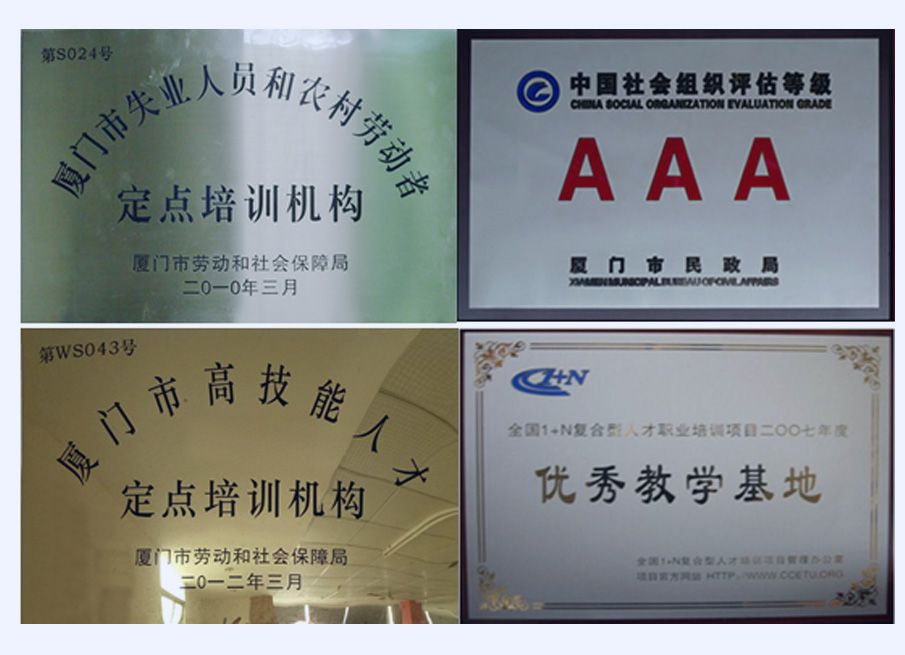 第S024号
厦门市失业人员和农村劳动者
定点培训机构
厦门市劳动和社会保障局
二0一0年三月
中国社会组织评估等级
CHINA SOCIAL ORGANIZATION EVALUATION GRADE
AAA
厦门市民政局
XIAMEN MUNICIPAL BUREAU OF CIVIL AFFAIRS
第WS043号
厦门市高技能人才
定点培训机构
厦门市劳动和社会保障局
二0一二年三月
1+N
全国1+N复合型人才职业培训项目二OO七年度
优秀教学基地
全国1+N复合型人才培训项目管理办公室
项目官方网站 HTTP://WWW.CCETU.ORG